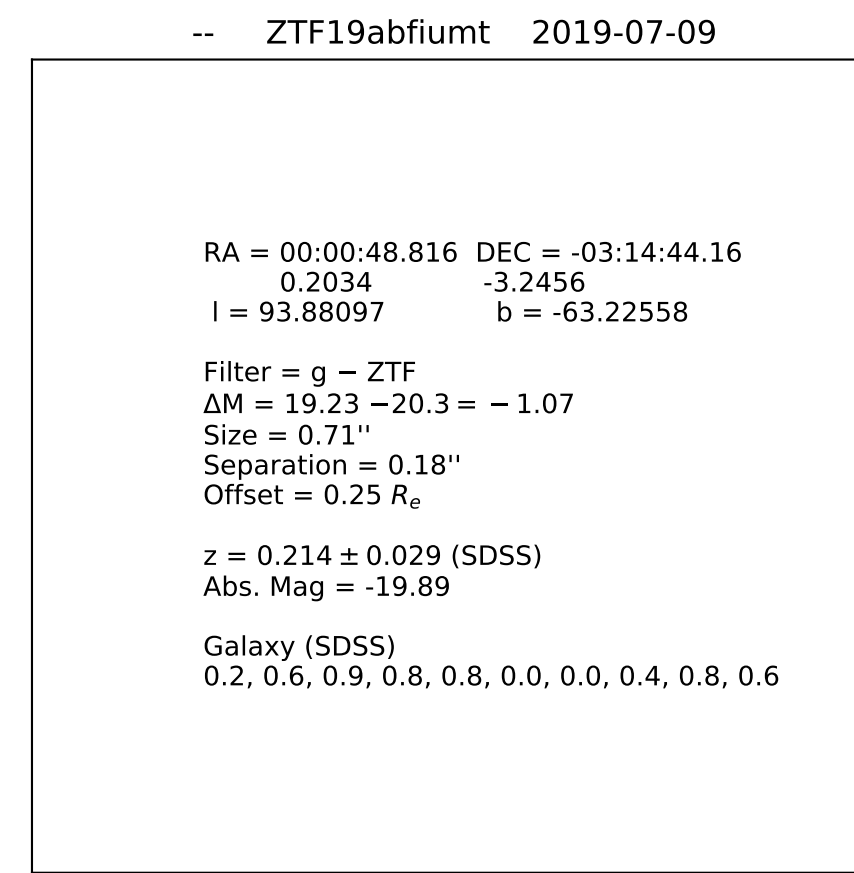 -- ZTF19abfiumt 2019-07-09
RA = 00:00:48.816 DEC = -03:14:44.16
0.2034 -3.2456
l = 93.88097 b = -63.22558
Filter = g − ZTF
ΔM = 19.23 −20.3 = − 1.07
Size = 0.71''
Separation = 0.18''
Offset = 0.25 Rₑ
z = 0.214 ± 0.029 (SDSS)
Abs. Mag = -19.89
Galaxy (SDSS)
0.2, 0.6, 0.9, 0.8, 0.8, 0.0, 0.0, 0.4, 0.8, 0.6